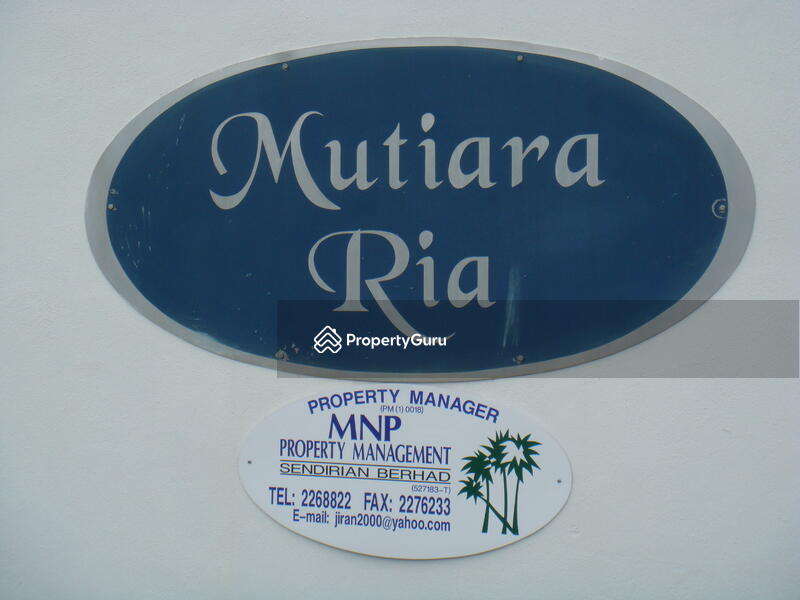 Mutiara
Ria
PropertyGuru
PROPERTY MANAGER
(PM (1) 0018)
MNP
PROPERTY MANAGEMENT
SENDIRIAN BERHAD
(527183-T)
TEL: 2268822 FAX: 2276233
E-mail: jiran2000@yahoo.com